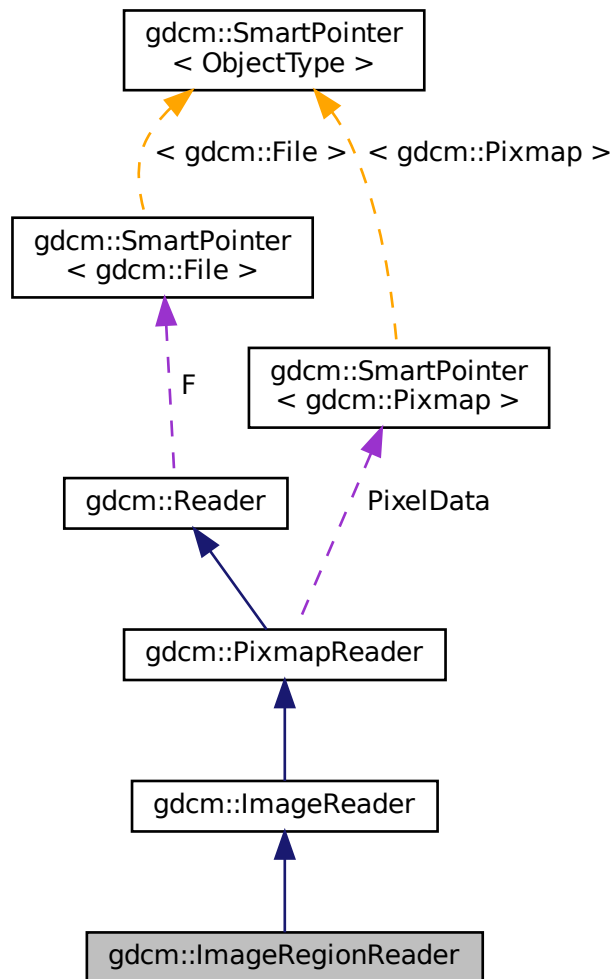 gdcm::SmartPointer
< ObjectType >
< gdcm::File >
< gdcm::Pixmap >
gdcm::SmartPointer
< gdcm::File >
gdcm::SmartPointer
< gdcm::Pixmap >
F
gdcm::Reader
PixelData
gdcm::PixmapReader
gdcm::ImageReader
gdcm::ImageRegionReader